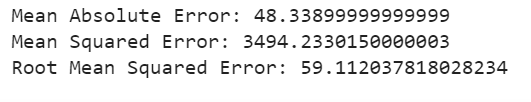 Mean Absolute Error: 48.33899999999999
Mean Squared Error: 3494.2330150000003
Root Mean Squared Error: 59.112037818028234